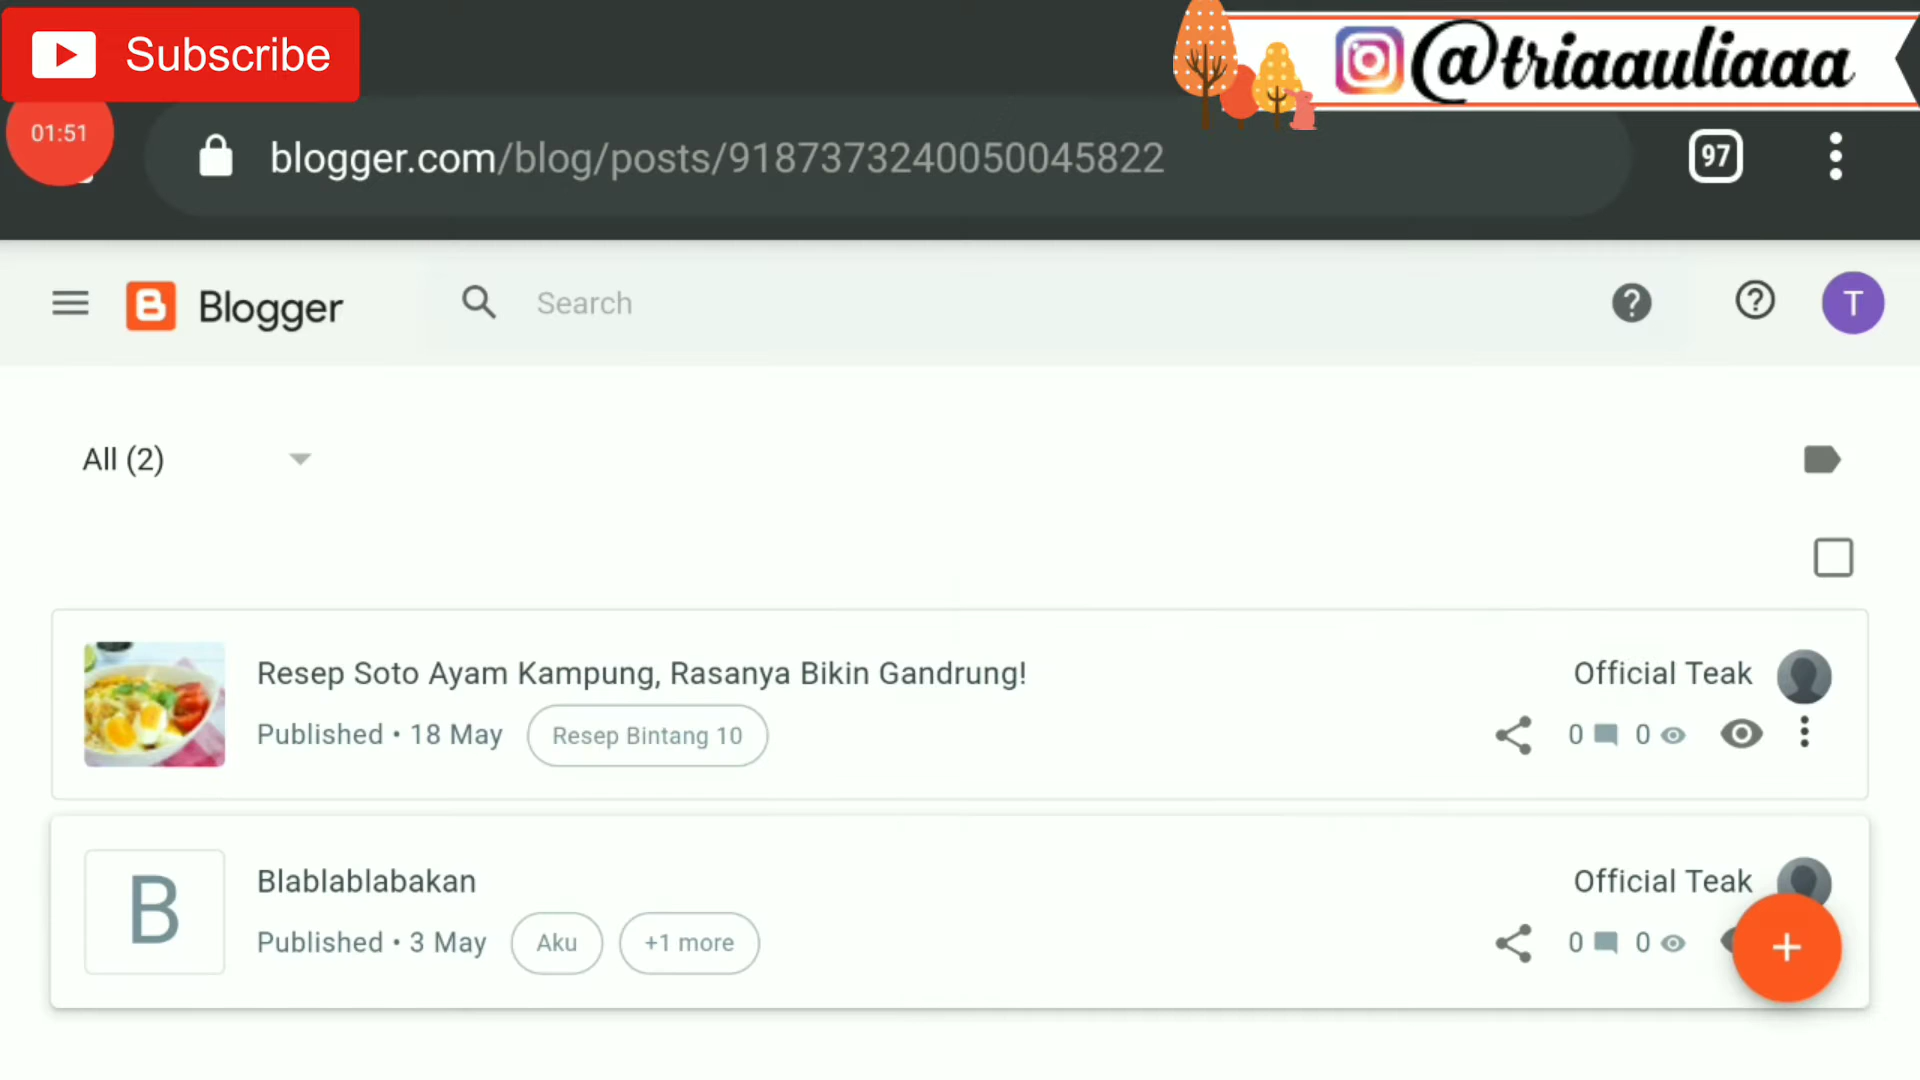 Subscribe
@triaauliaaa
01:51
blogger.com/blog/posts/9187373240050045822
97
Blogger
Search
T
All (2)
Resep Soto Ayam Kampung, Rasanya Bikin Gandrung!
Official Teak
Published • 18 May
Resep Bintang 10
0
0
B
Blablablabakan
Official Teak
Published • 3 May
Aku
+1 more
0
0